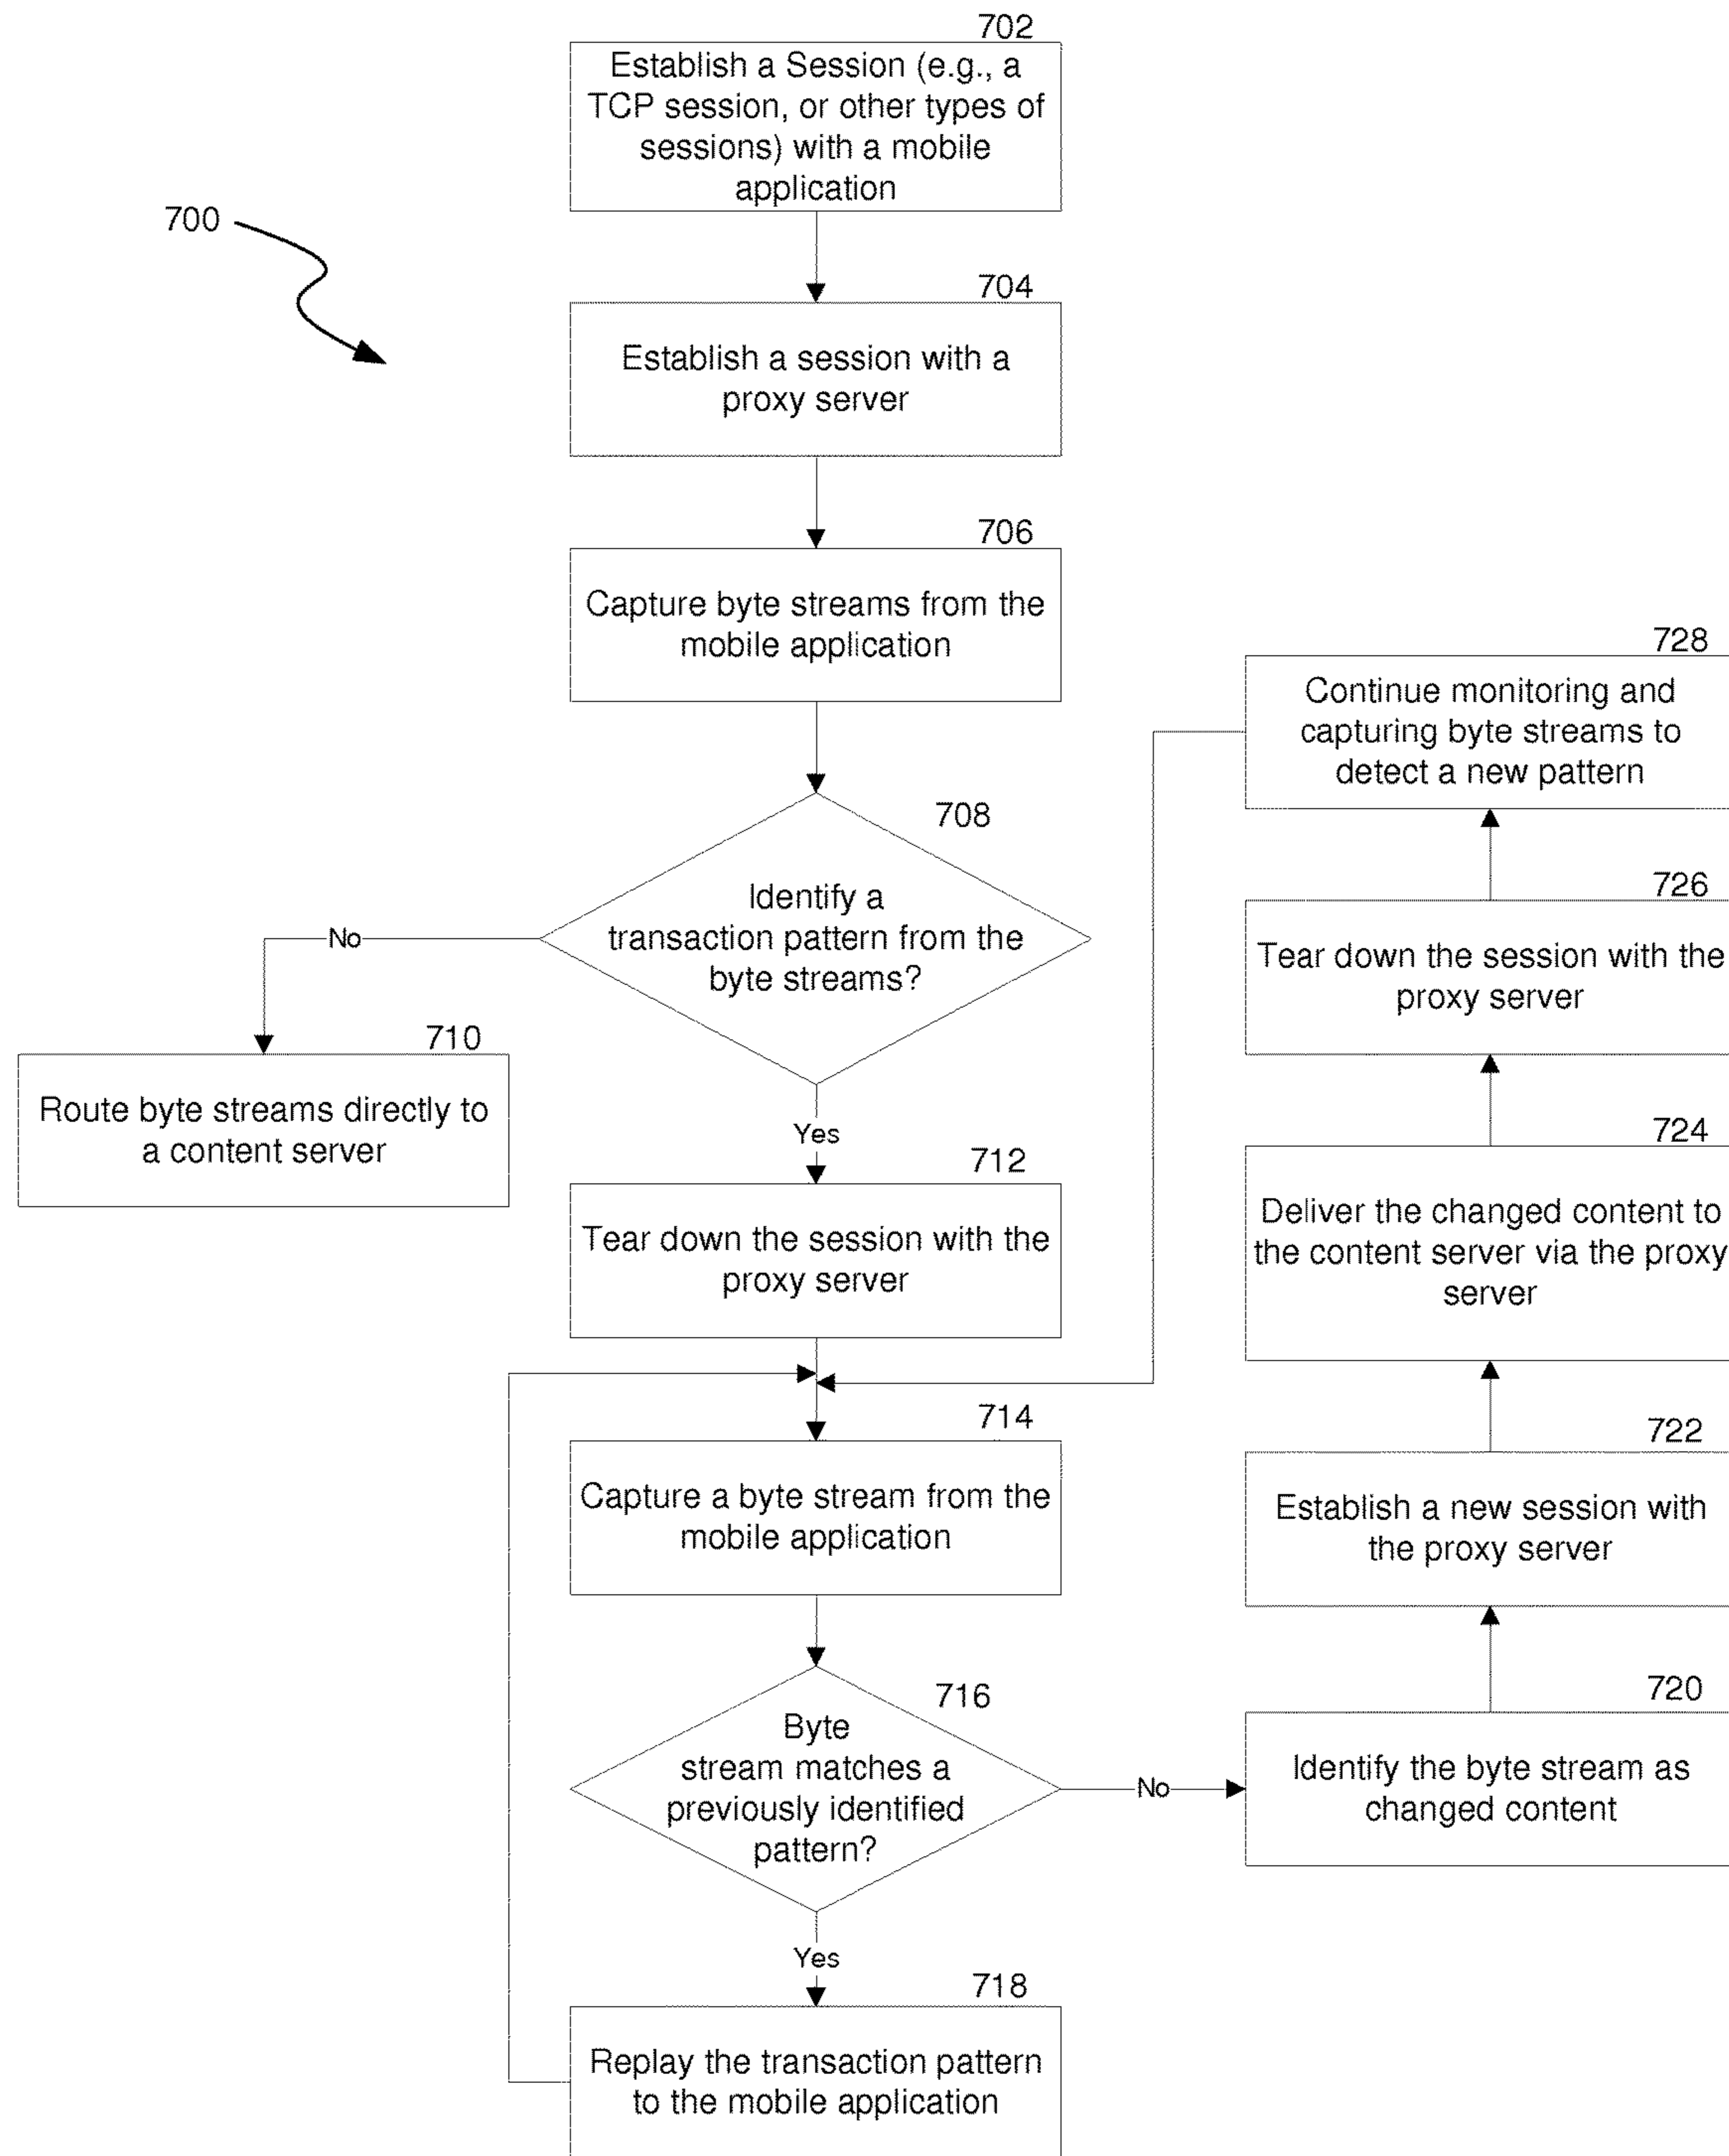 702
Establish a Session (e.g., a
TCP session, or other types of
sessions) with a mobile
application
700
704
Establish a session with a
proxy server
706
Capture byte streams from the
mobile application
708
Identify a
transaction pattern from the
byte streams?
No
710
Route byte streams directly to
a content server
Yes
712
Tear down the session with the
proxy server
714
Capture a byte stream from the
mobile application
716
Byte
stream matches a
previously identified
pattern?
Yes
718
Replay the transaction pattern
to the mobile application
No
720
Identify the byte stream as
changed content
722
Establish a new session with
the proxy server
724
Deliver the changed content to
the content server via the proxy
server
726
Tear down the session with the
proxy server
728
Continue monitoring and
capturing byte streams to
detect a new pattern